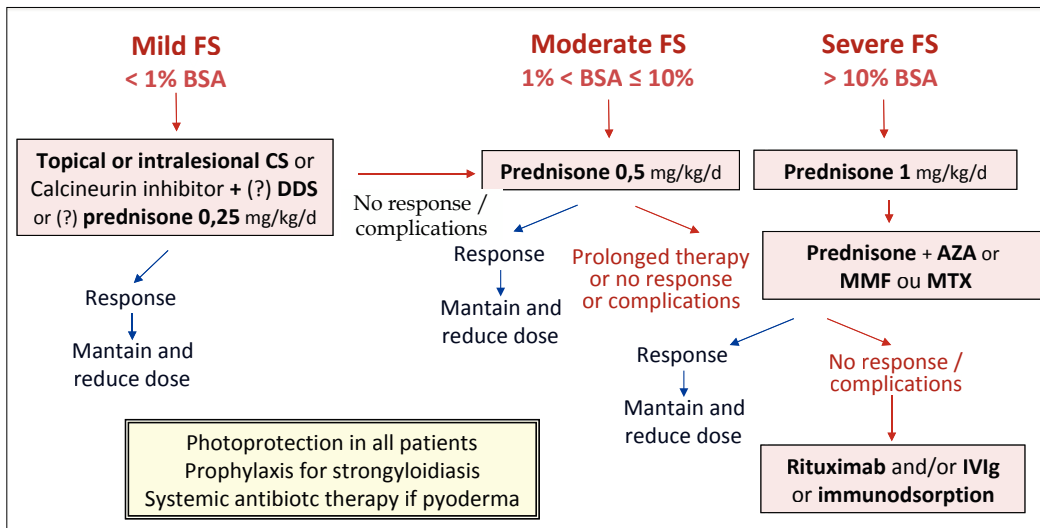 Mild FS
< 1% BSA
Topical or intralesional CS or
Calcineurin inhibitor + (?) DDS
or (?) prednisone 0,25 mg/kg/d
Response
Mantain and
reduce dose
No response /
complications
Moderate FS
1% < BSA ≤ 10%
Prednisone 0,5 mg/kg/d
Response
Mantain and
reduce dose
Prolonged therapy
or no response
or complications
Severe FS
> 10% BSA
Prednisone 1 mg/kg/d
Prednisone + AZA or
MMF ou MTX
Response
Mantain and
reduce dose
No response /
complications
Rituximab and/or IVIg
or immunodsorption
Photoprotection in all patients
Prophylaxis for strongyloidiasis
Systemic antibiotc therapy if pyoderma